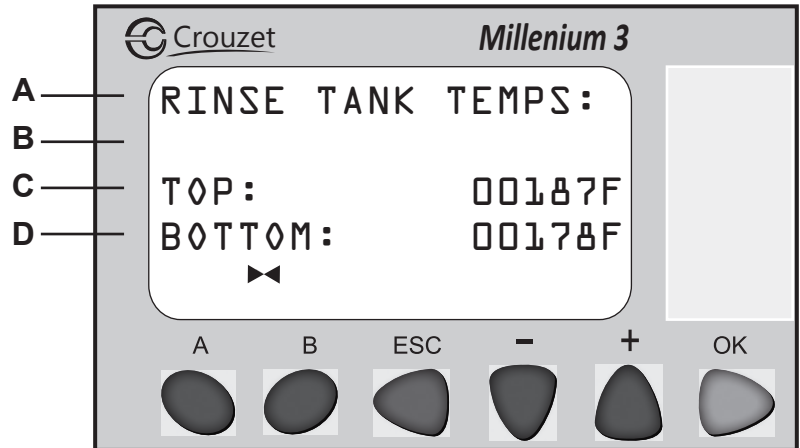 Crouzet Millenium 3
A RINSE TANK TEMPS:
B
C TOP: 00187F
D BOTTOM: 00178F
A B ESC - + OK